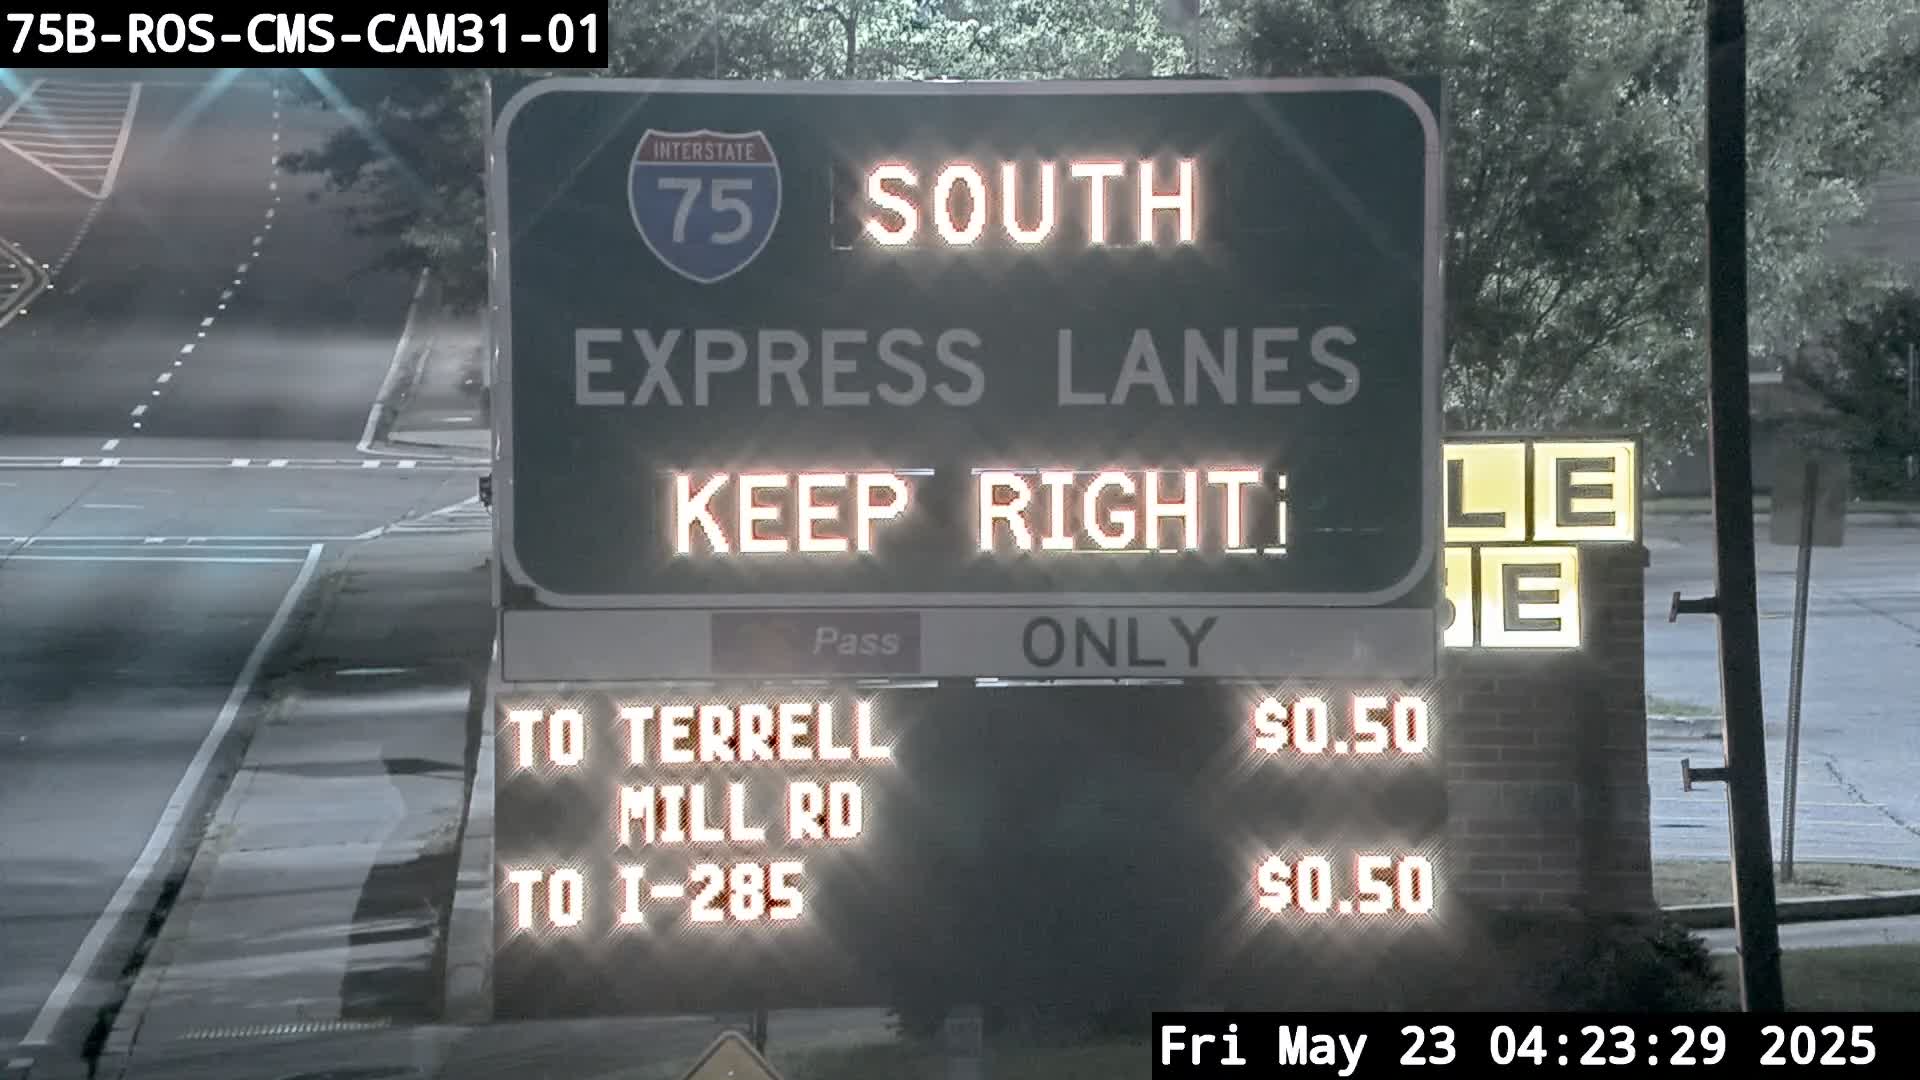 75B-ROS-CMS-CAM31-01
INTERSTATE
75
SOUTH
EXPRESS LANES
KEEP RIGHT
Pass ONLY
TO TERRELL $0.50
MILL RD
TO I-285 $0.50
LE
E
Fri May 23 04:23:29 2025